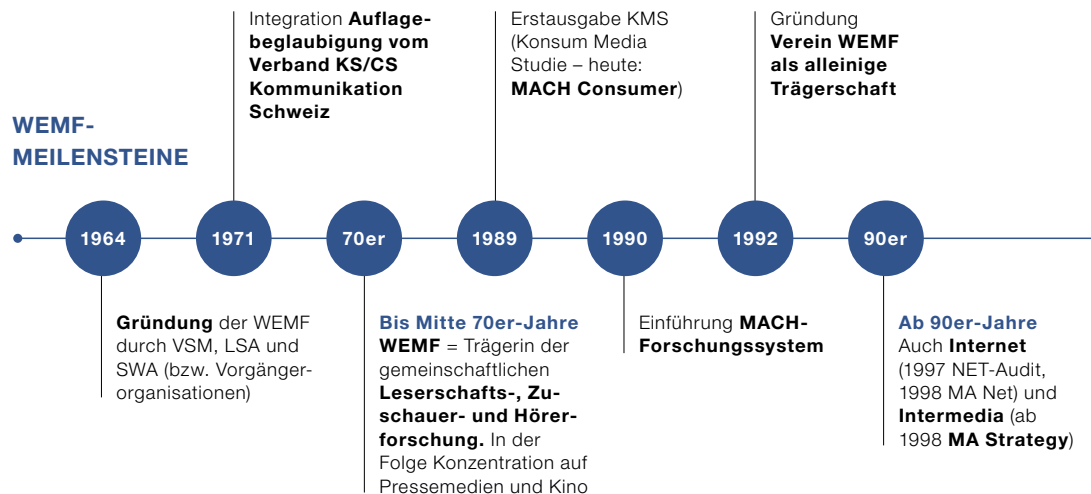 WEMF-
MEILENSTEINE
1964
Gründung der WEMF
durch VSM, LSA und
SWA (bzw. Vorgänger-
organisationen)
1971
Integration Auflage-
beglaubigung vom
Verband KS/CS
Kommunikation
Schweiz
70er
Bis Mitte 70er-Jahre
WEMF = Trägerin der
gemeinschaftlichen
Leserschafts-, Zu-
schauer- und Hörer-
forschung. In der
Folge Konzentration auf
Pressemedien und Kino
1989
Erstausgabe KMS
(Konsum Media
Studie – heute:
MACH Consumer)
1990
Einführung MACH-
Forschungssystem
1992
Gründung
Verein WEMF
als alleinige
Trägerschaft
90er
Ab 90er-Jahre
Auch Internet
(1997 NET-Audit,
1998 MA Net) und
Intermedia (ab
1998 MA Strategy)